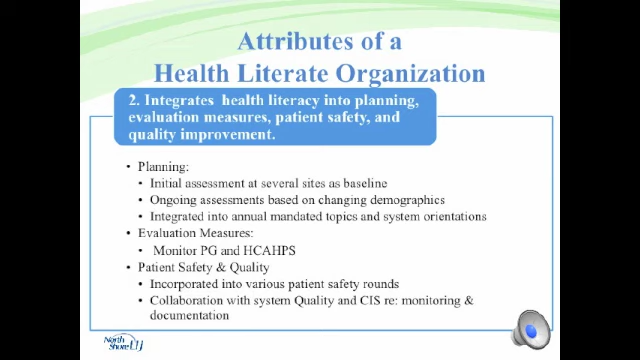 Attributes of a
Health Literate Organization
2. Integrates health literacy into planning,
evaluation measures, patient safety, and
quality improvement.
• Planning:
• Initial assessment at several sites as baseline
• Ongoing assessments based on changing demographics
• Integrated into annual mandated topics and system orientations
• Evaluation Measures:
• Monitor PG and HCAHPS
• Patient Safety & Quality
• Incorporated into various patient safety rounds
• Collaboration with system Quality and CIS re: monitoring &
documentation
North
Shore LIJ